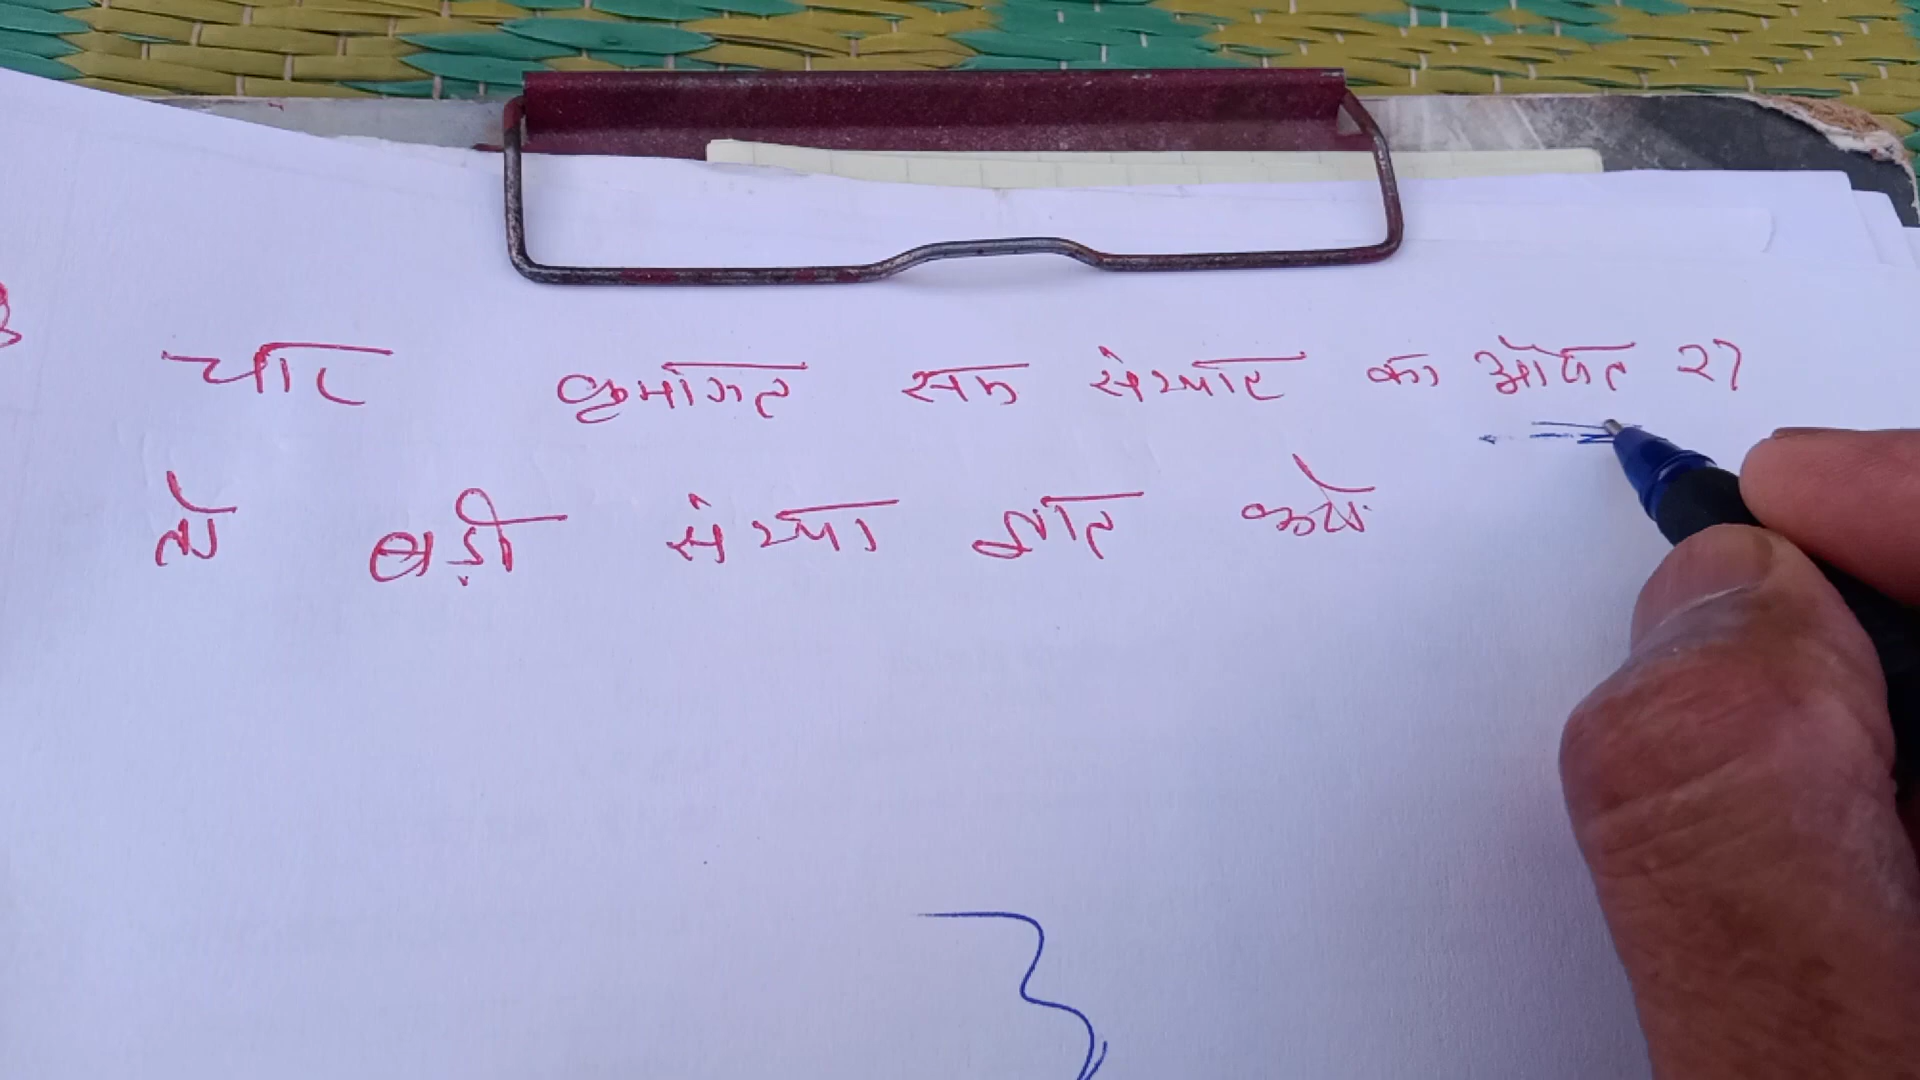 चार क्रमागत सम संख्याए का औसत 27
तो बड़ी संख्या ज्ञात करो